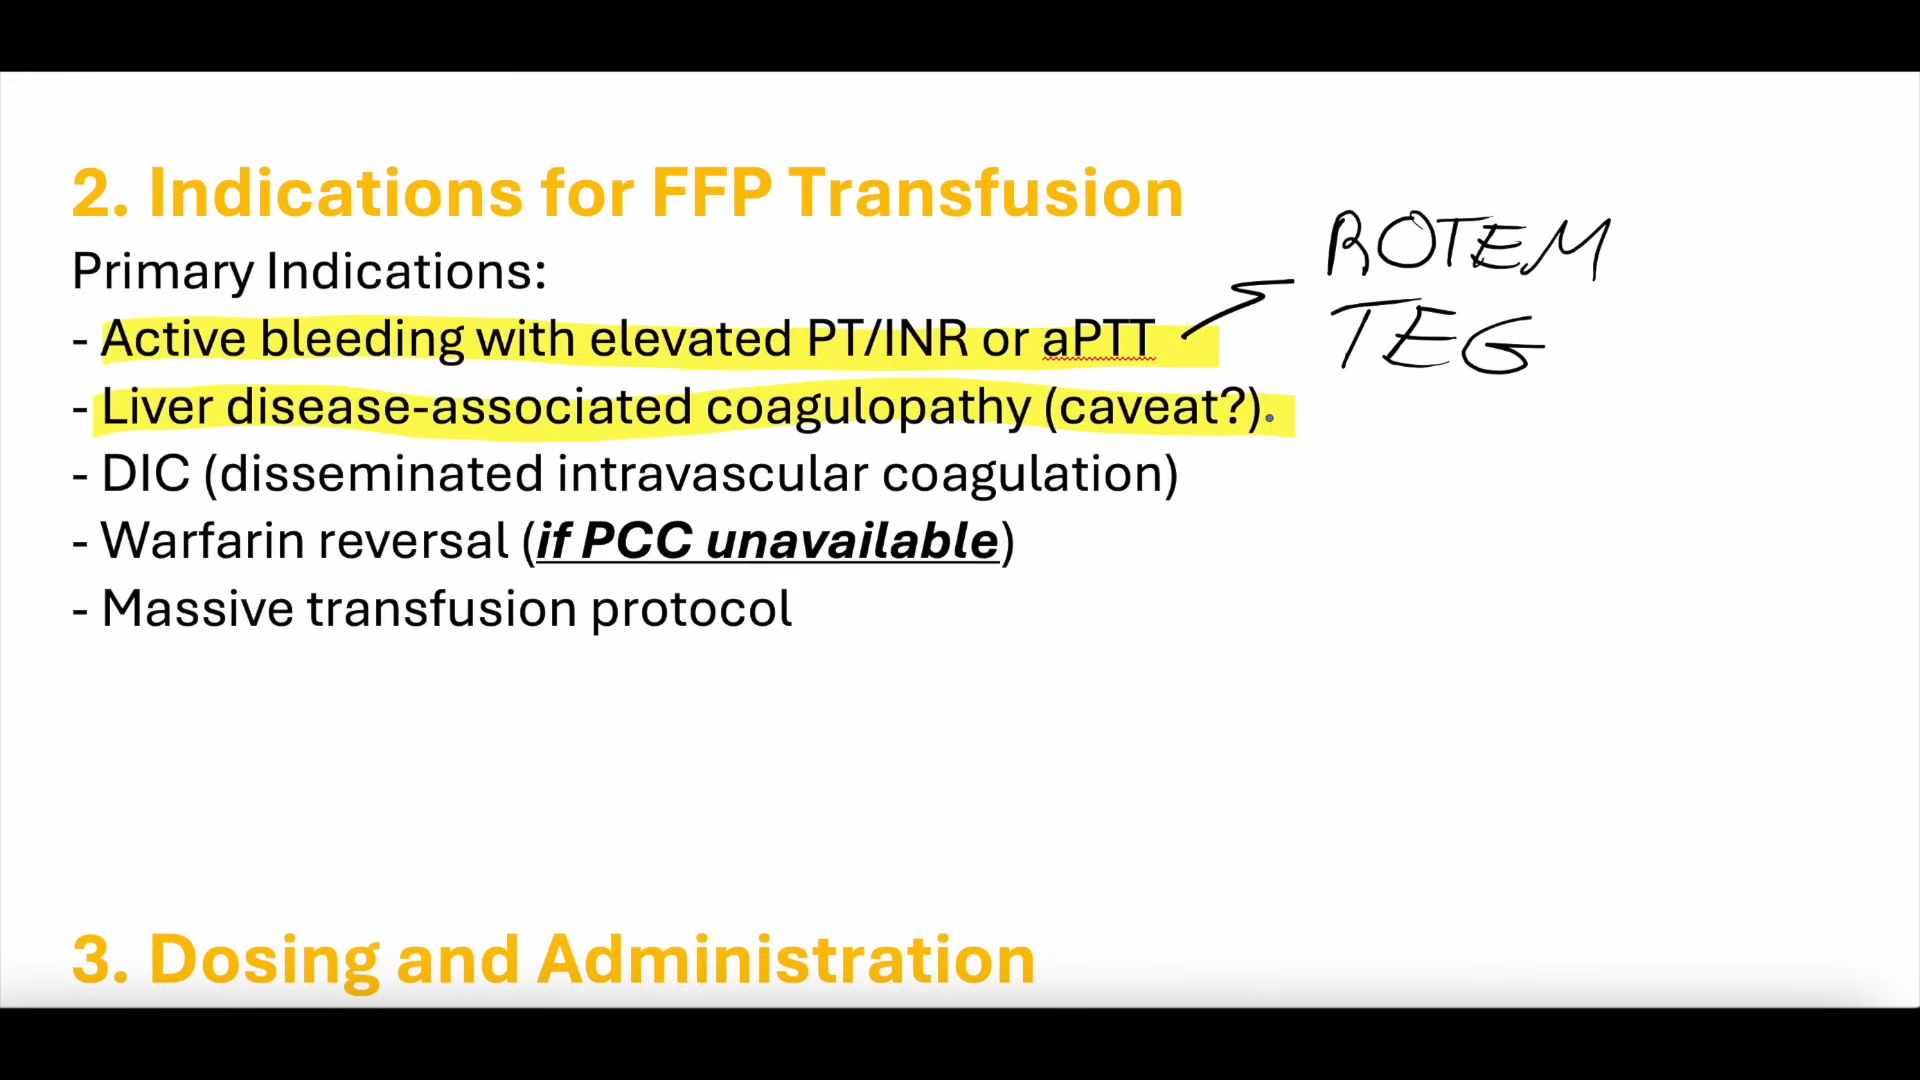 2. Indications for FFP Transfusion
Primary Indications:
- Active bleeding with elevated PT/INR or aPTT
ROTEM
TEG
- Liver disease-associated coagulopathy (caveat?).
- DIC (disseminated intravascular coagulation)
- Warfarin reversal (if PCC unavailable)
- Massive transfusion protocol
3. Dosing and Administration